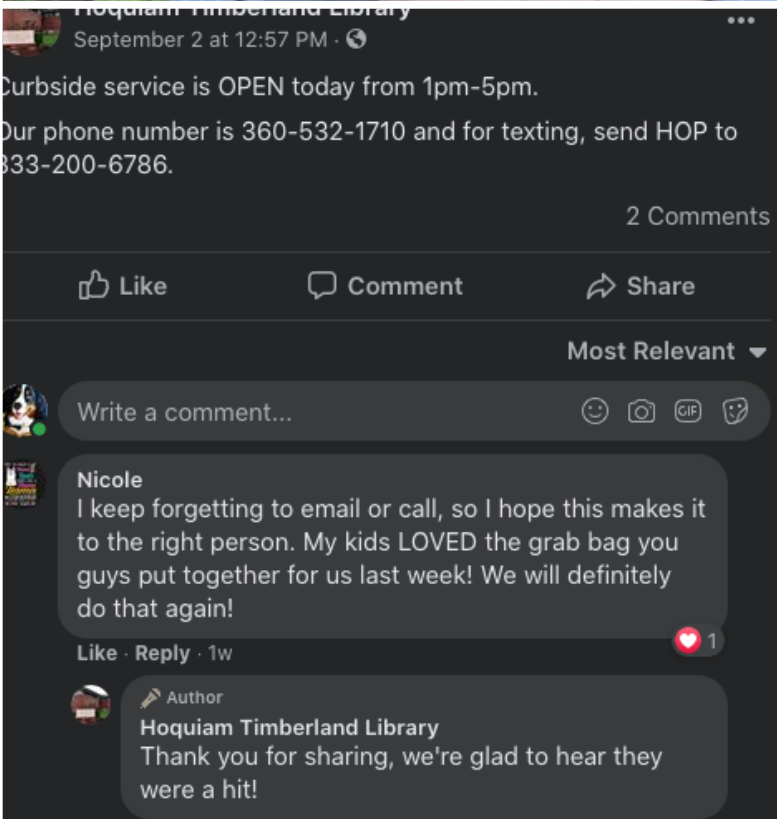 Hoquiam Timberland Library
September 2 at 12:57 PM ·
Curbside service is OPEN today from 1pm-5pm.
Our phone number is 360-532-1710 and for texting, send HOP to
833-200-6786.
2 Comments
Like Comment Share
Most Relevant
Write a comment...
GIF
Nicole
I keep forgetting to email or call, so I hope this makes it
to the right person. My kids LOVED the grab bag you
guys put together for us last week! We will definitely
do that again!
1
Like · Reply · 1w
Author
Hoquiam Timberland Library
Thank you for sharing, we're glad to hear they
were a hit!